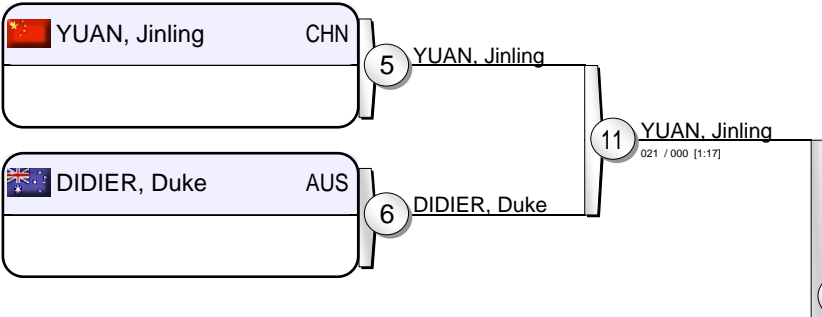 YUAN, Jinling CHN
5 YUAN, Jinling
11 YUAN, Jinling
021 / 000 [1:17]
DIDIER, Duke AUS
6 DIDIER, Duke